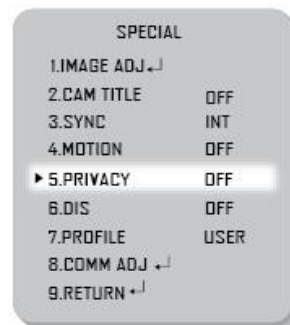 SPECIAL
1.IMAGE ADJ↵
2.CAM TITLE OFF
3.SYNC INT
4.MOTION OFF
▶5.PRIVACY OFF
6.DIS OFF
7.PROFILE USER
8.COMM ADJ ↵
9.RETURN↵